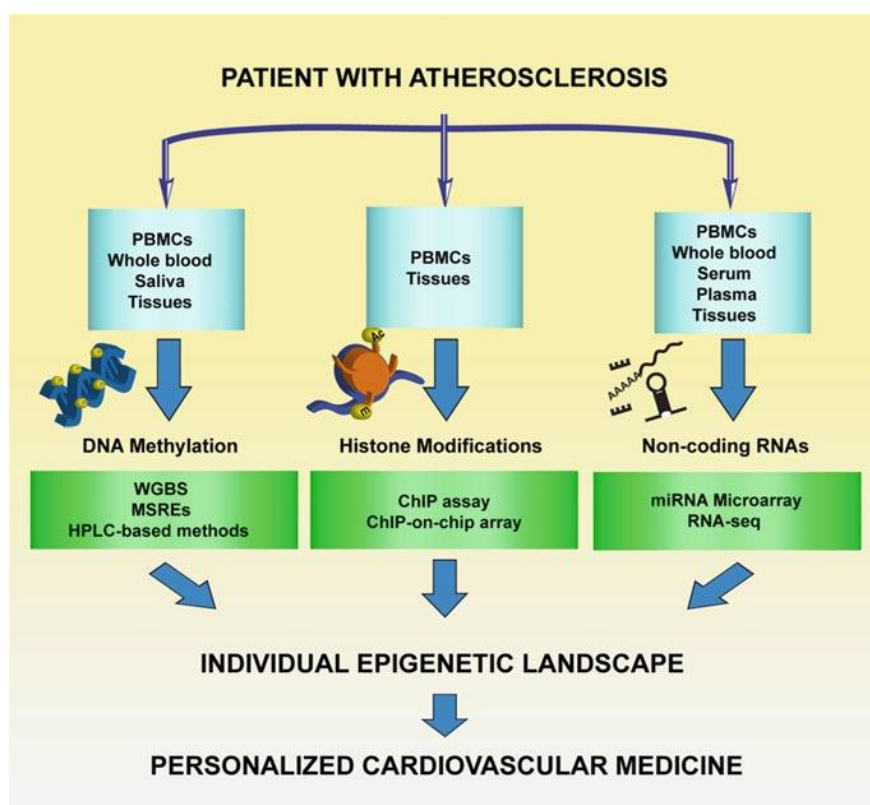 PATIENT WITH ATHEROSCLEROSIS
PBMCs
Whole blood
Saliva
Tissues
PBMCs
Tissues
PBMCs
Whole blood
Serum
Plasma
Tissues
Ac
m
AAAAA
DNA Methylation
Histone Modifications
Non-coding RNAs
WGBS
MSREs
HPLC-based methods
ChIP assay
ChIP-on-chip array
miRNA Microarray
RNA-seq
INDIVIDUAL EPIGENETIC LANDSCAPE
PERSONALIZED CARDIOVASCULAR MEDICINE